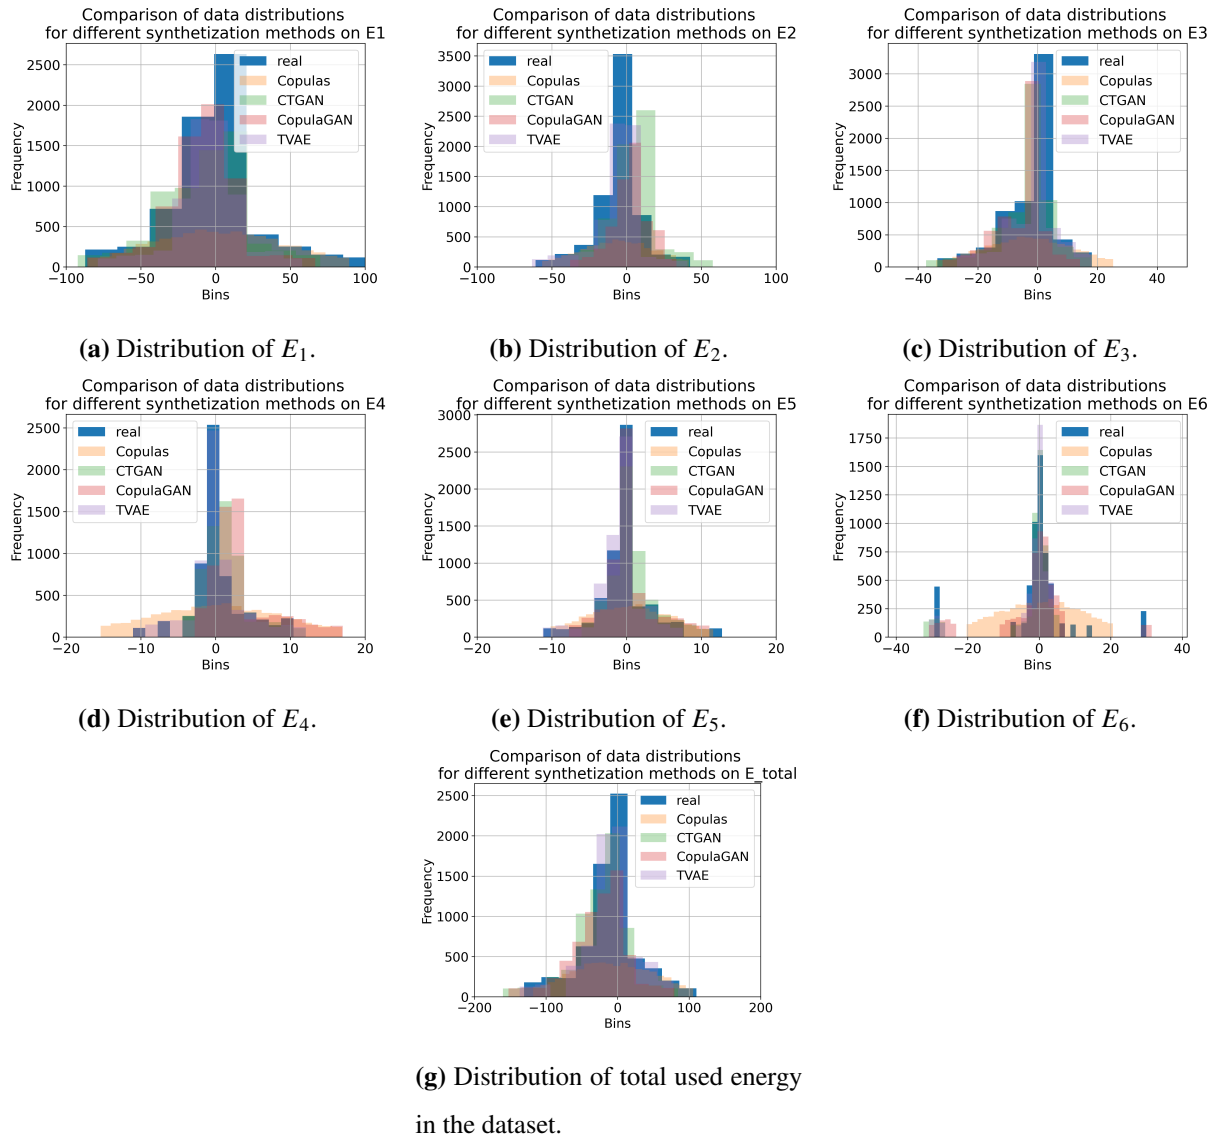 Comparison of data distributions
for different synthetization methods on E1
2500
2000
1500
1000
500
0
Frequency
real
Copulas
CTGAN
CopulaGAN
TVAE
−100
−50
0
50
100
Bins
(a) Distribution of E1.
Comparison of data distributions
for different synthetization methods on E2
3500
3000
2500
2000
1500
1000
500
0
Frequency
real
Copulas
CTGAN
CopulaGAN
TVAE
−100
−50
0
50
100
Bins
(b) Distribution of E2.
Comparison of data distributions
for different synthetization methods on E3
3000
2500
2000
1500
1000
500
0
Frequency
real
Copulas
CTGAN
CopulaGAN
TVAE
−40
−20
0
20
40
Bins
(c) Distribution of E3.
Comparison of data distributions
for different synthetization methods on E4
2500
2000
1500
1000
500
0
Frequency
real
Copulas
CTGAN
CopulaGAN
TVAE
−20
−10
0
10
20
Bins
(d) Distribution of E4.
Comparison of data distributions
for different synthetization methods on E5
3000
2500
2000
1500
1000
500
0
Frequency
real
Copulas
CTGAN
CopulaGAN
TVAE
−20
−10
0
10
20
Bins
(e) Distribution of E5.
Comparison of data distributions
for different synthetization methods on E6
1750
1500
1250
1000
750
500
250
0
Frequency
real
Copulas
CTGAN
CopulaGAN
TVAE
−40
−20
0
20
40
Bins
(f) Distribution of E6.
Comparison of data distributions
for different synthetization methods on E_total
2500
2000
1500
1000
500
0
Frequency
real
Copulas
CTGAN
CopulaGAN
TVAE
−200
−100
0
100
200
Bins
(g) Distribution of total used energy
in the dataset.